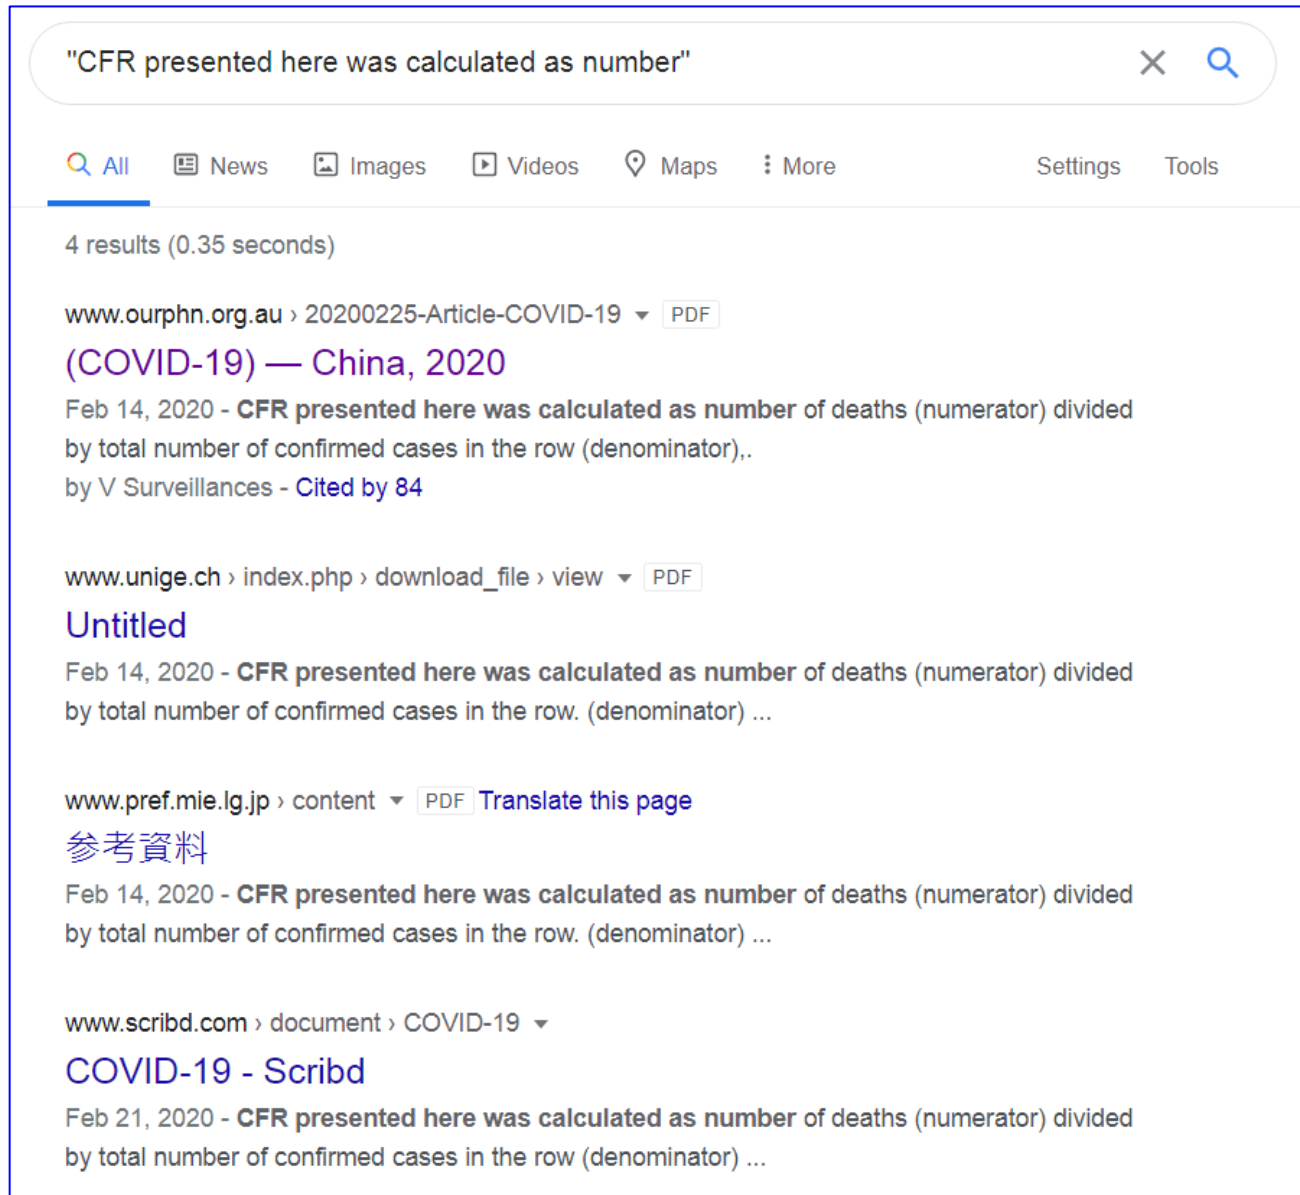 "CFR presented here was calculated as number"
All News Images Videos Maps More Settings Tools
4 results (0.35 seconds)
www.ourphn.org.au › 20200225-Article-COVID-19 PDF
(COVID-19) — China, 2020
Feb 14, 2020 - CFR presented here was calculated as number of deaths (numerator) divided
by total number of confirmed cases in the row (denominator),.
by V Surveillances - Cited by 84
www.unige.ch › index.php › download_file › view PDF
Untitled
Feb 14, 2020 - CFR presented here was calculated as number of deaths (numerator) divided
by total number of confirmed cases in the row. (denominator) ...
www.pref.mie.lg.jp › content PDF Translate this page
参考資料
Feb 14, 2020 - CFR presented here was calculated as number of deaths (numerator) divided
by total number of confirmed cases in the row. (denominator) ...
www.scribd.com › document › COVID-19
COVID-19 - Scribd
Feb 21, 2020 - CFR presented here was calculated as number of deaths (numerator) divided
by total number of confirmed cases in the row (denominator) ...